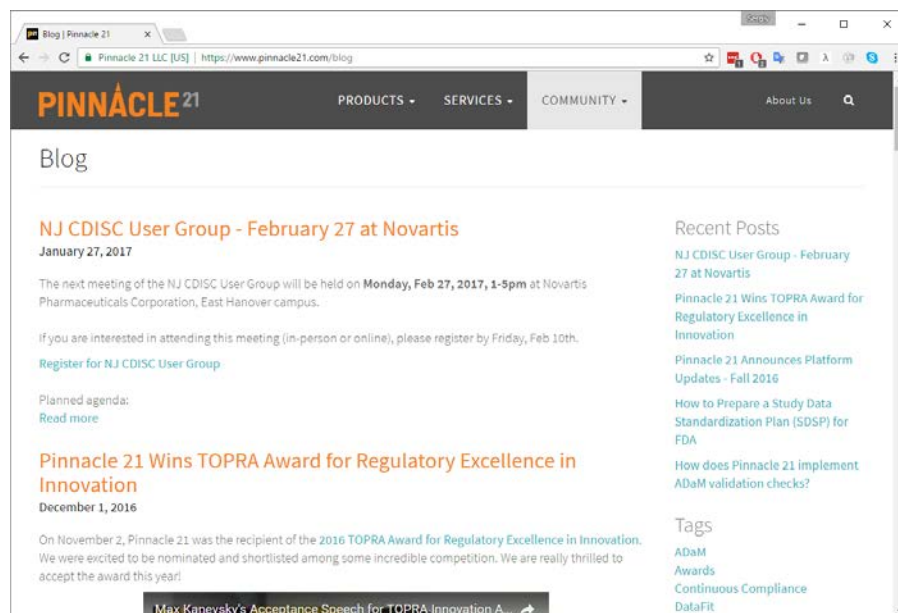 Blog | Pinnacle 21
Pinnacle 21 LLC [US] | https://www.pinnacle21.com/blog
PINNACLE 21
PRODUCTS
SERVICES
COMMUNITY
About Us
Blog
NJ CDISC User Group - February 27 at Novartis
January 27, 2017
The next meeting of the NJ CDISC User Group will be held on Monday, Feb 27, 2017, 1-5pm at Novartis
Pharmaceuticals Corporation, East Hanover campus.
If you are interested in attending this meeting (in-person or online), please register by Friday, Feb 10th.
Register for NJ CDISC User Group
Planned agenda:
Read more
Pinnacle 21 Wins TOPRA Award for Regulatory Excellence in
Innovation
December 1, 2016
On November 2, Pinnacle 21 was the recipient of the 2016 TOPRA Award for Regulatory Excellence in Innovation.
We were excited to be nominated and shortlisted among some incredible competition. We are really thrilled to
accept the award this year!
Max Kanevsky's Acceptance Speech for TOPRA Innovation A...
Recent Posts
NJ CDISC User Group - February
27 at Novartis
Pinnacle 21 Wins TOPRA Award for
Regulatory Excellence in
Innovation
Pinnacle 21 Announces Platform
Updates - Fall 2016
How to Prepare a Study Data
Standardization Plan (SDSP) for
FDA
How does Pinnacle 21 implement
ADaM validation checks?
Tags
ADaM
Awards
Continuous Compliance
DataFit